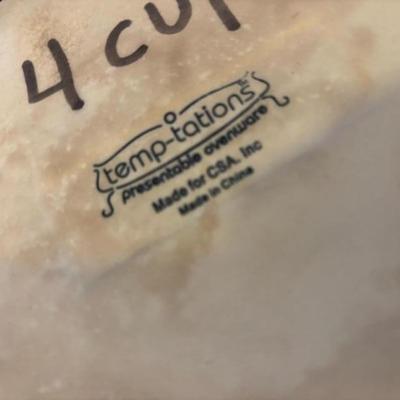 4 cup
temp-tations
presentable ovenware
Made for CSA, Inc
Made in China